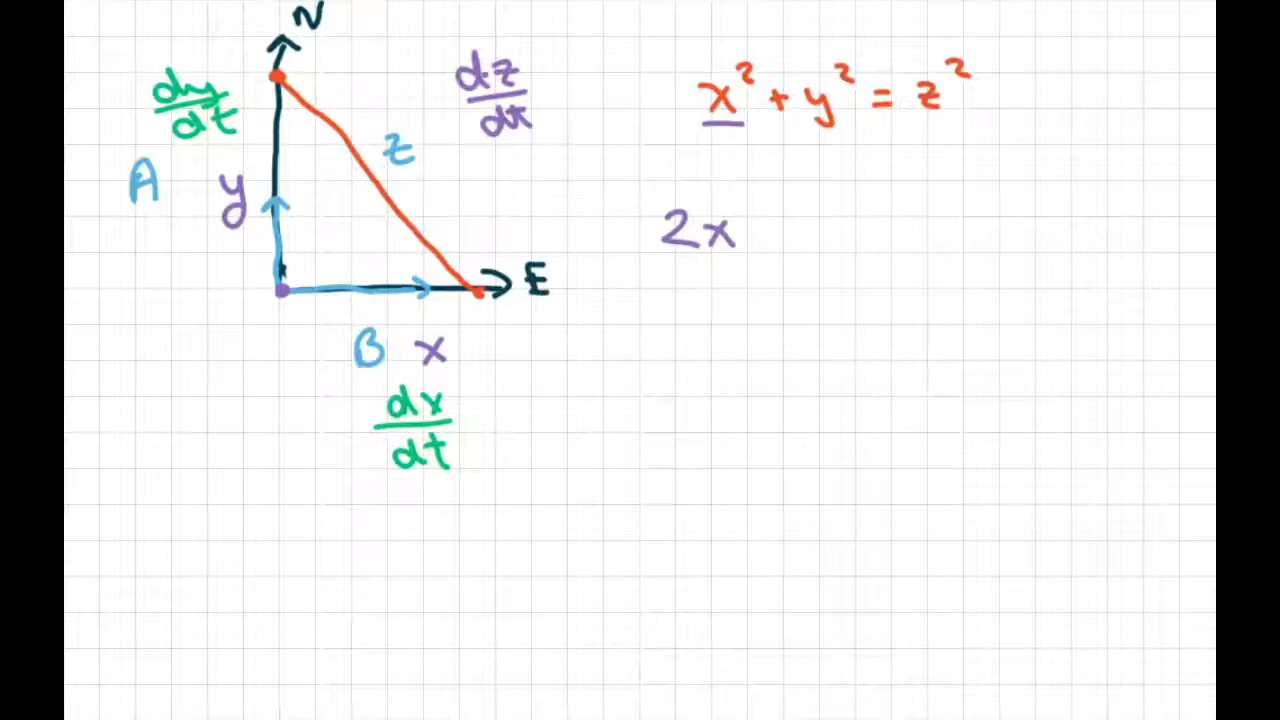 N
dy/dt
dz/dt
x² + y² = z²
A
y
z
2x
E
B x
dx/dt